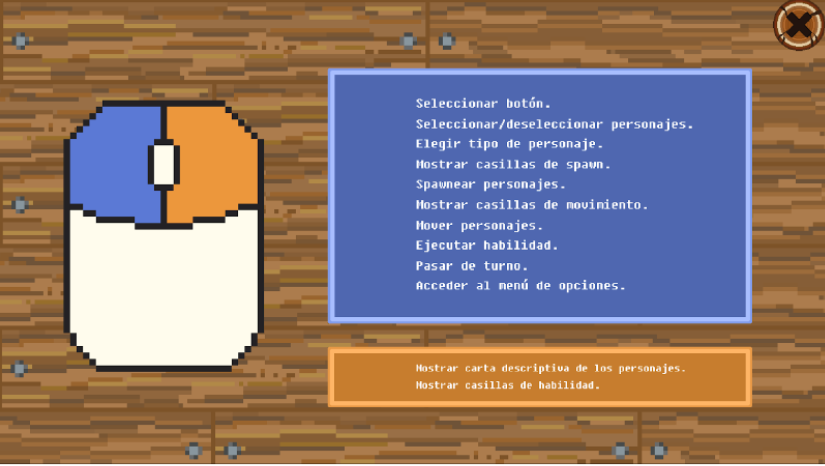 Seleccionar botón.
Seleccionar/deseleccionar personajes.
Elegir tipo de personaje.
Mostrar casillas de spawn.
Spawnear personajes.
Mostrar casillas de movimiento.
Mover personajes.
Ejecutar habilidad.
Pasar de turno.
Acceder al menú de opciones.
Mostrar carta descriptiva de los personajes.
Mostrar casillas de habilidad.